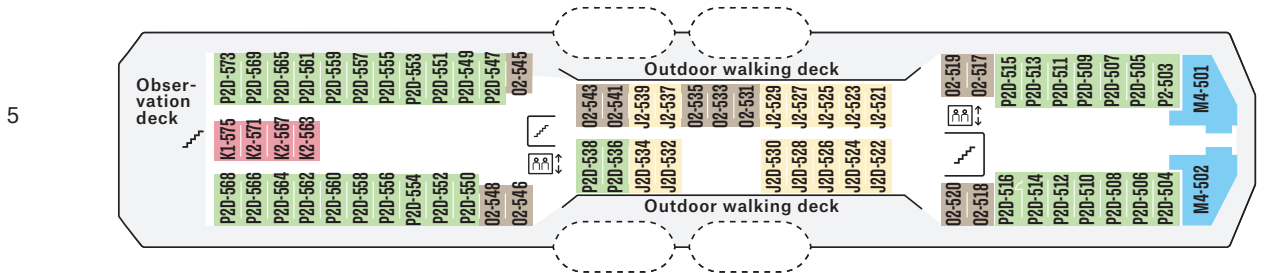 5
Obser-
vation
deck
P2D-573
P2D-569
P2D-565
P2D-561
P2D-559
P2D-557
P2D-555
P2D-553
P2D-551
P2D-549
P2D-547
O2-545
K1-575
K2-571
K2-567
K2-563
P2D-568
P2D-566
P2D-564
P2D-562
P2D-560
P2D-558
P2D-556
P2D-554
P2D-552
P2D-550
O2-548
O2-546
Outdoor walking deck
O2-543
O2-541
J2-539
J2-537
O2-535
O2-533
O2-531
J2-529
J2-527
J2-525
J2-523
J2-521
P2D-538
P2D-536
J2D-534
J2D-532
J2D-530
J2D-528
J2D-526
J2D-524
J2D-522
Outdoor walking deck
O2-519
O2-517
P2D-515
P2D-513
P2D-511
P2D-509
P2D-507
P2D-505
P2-503
M4-501
O2-520
O2-518
P2D-516
P2D-514
P2D-512
P2D-510
P2D-508
P2D-506
P2D-504
M4-502